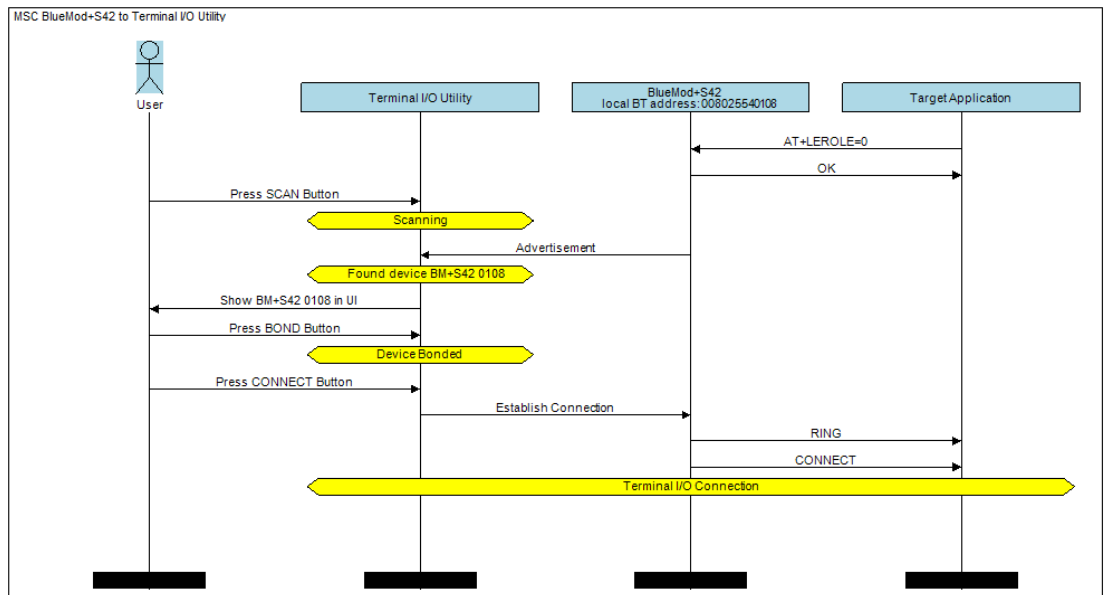 MSC BlueMod+S42 to Terminal I/O Utility
User
Terminal I/O Utility
BlueMod+S42
local BT address:008025540108
Target Application
AT+LEROLE=0
OK
Press SCAN Button
Scanning
Advertisement
Found device BM+S42 0108
Show BM+S42 0108 in UI
Press BOND Button
Device Bonded
Press CONNECT Button
Establish Connection
RING
CONNECT
Terminal I/O Connection